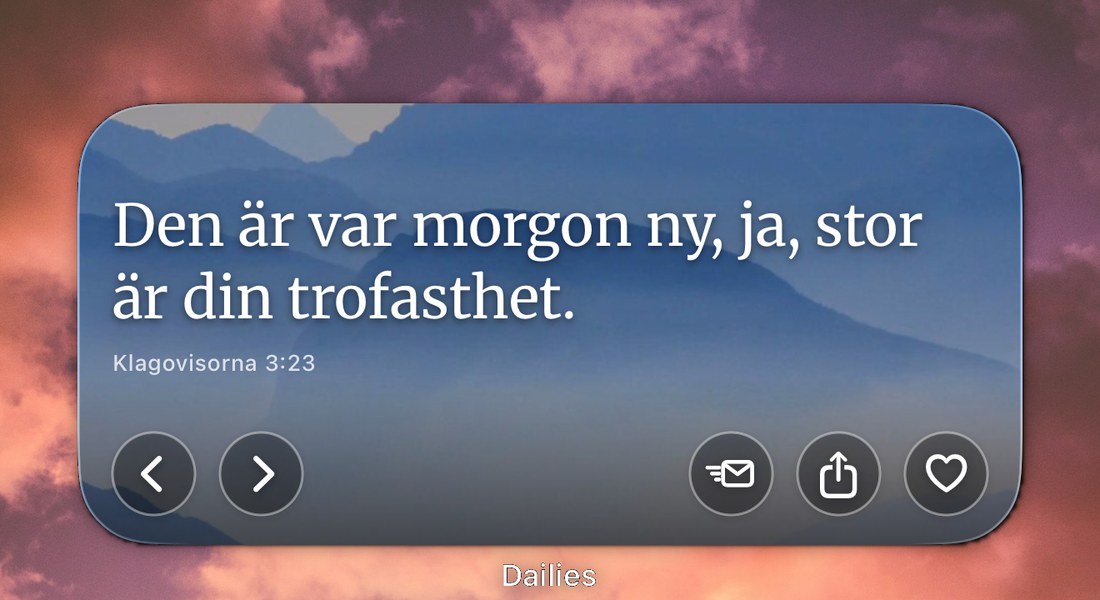 Den är var morgon ny, ja, stor
är din trofasthet.
Klagovisorna 3:23
Dailies